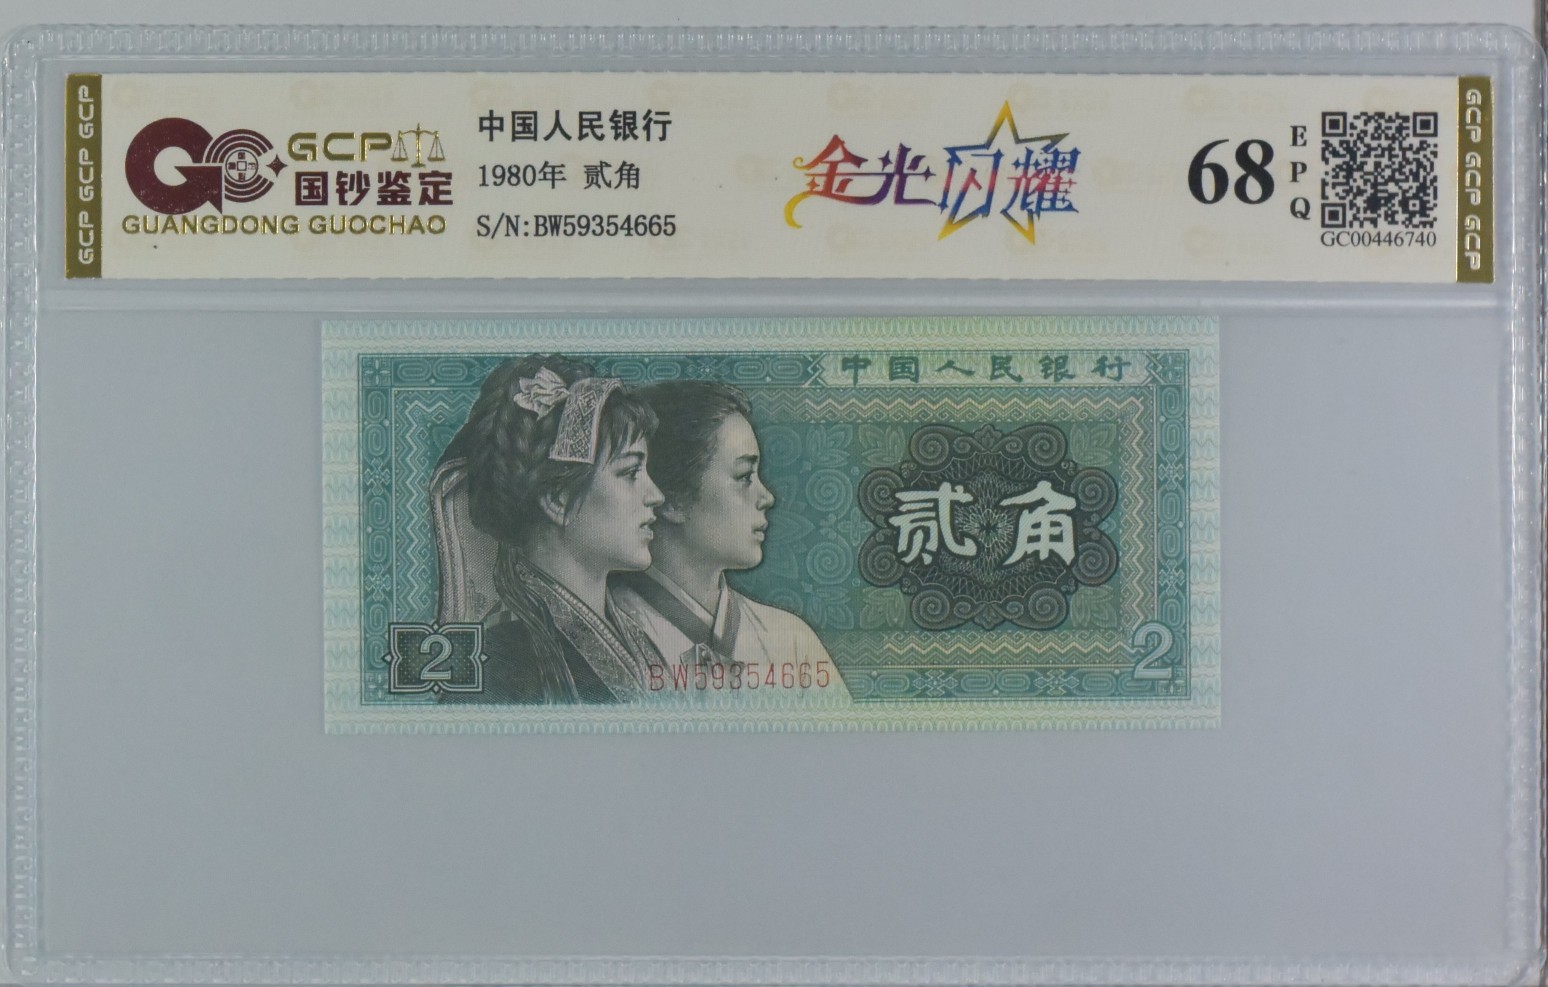 GCP GCP GCP
GCP
国钞鉴定
GUANGDONG GUOCHAO
中国人民银行
1980年 贰角
S/N:BW59354665
金光闪耀
68
EPQ
GC00446740
GCP GCP GCP
中国人民银行
贰角
2
2
BW59354665